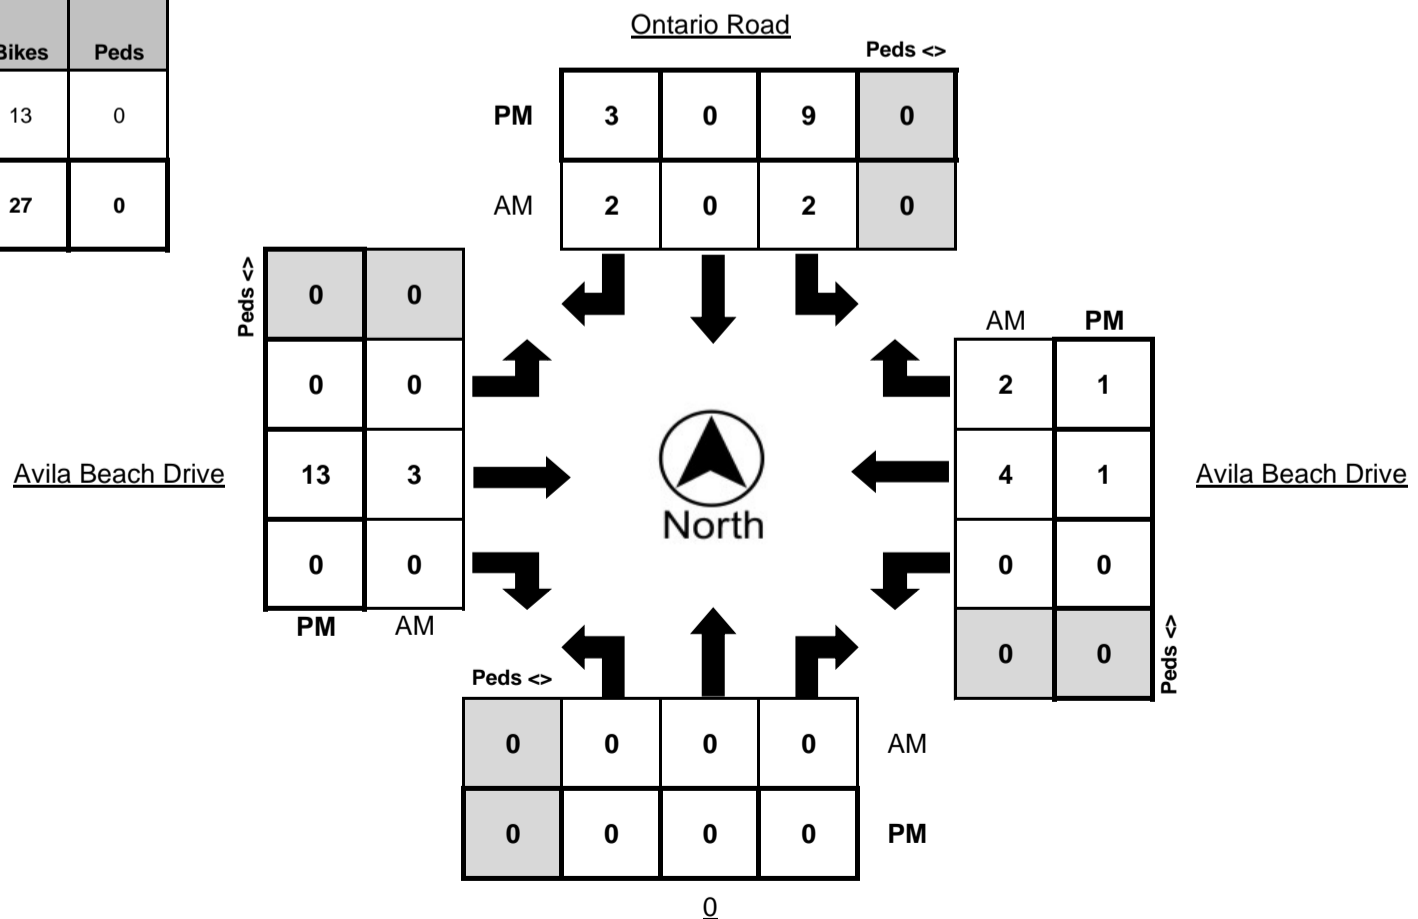 Ontario Road
Bikes Peds
Peds <>
13 0
PM 3 0 9 0
27 0
AM 2 0 2 0
Peds <>
0 0
AM PM
0 0
2 1
Avila Beach Drive
13 3
North
4 1
Avila Beach Drive
0 0
0 0
PM AM
0 0
Peds <>
Peds <>
0 0 0 0 AM
0 0 0 0 PM
0